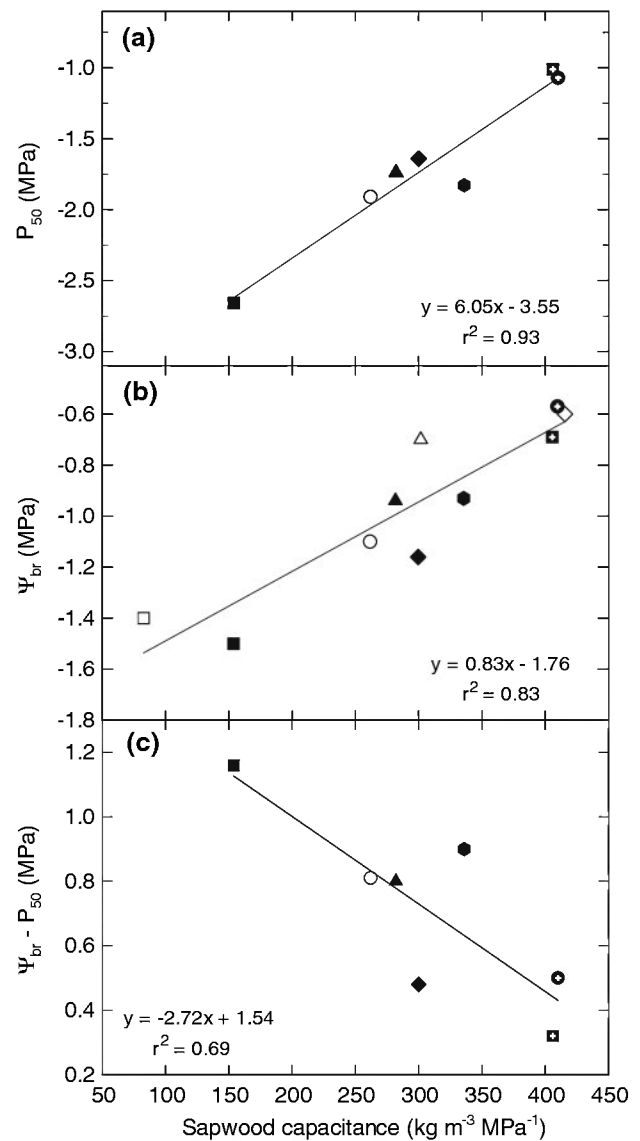 (a)
-1.0
-1.5
-2.0
-2.5
-3.0
P50 (MPa)
y = 6.05x - 3.55
r2 = 0.93
(b)
-0.6
-0.8
-1.0
-1.2
-1.4
-1.6
-1.8
Ψbr (MPa)
y = 0.83x - 1.76
r2 = 0.83
(c)
1.2
1.0
0.8
0.6
0.4
0.2
Ψbr - P50 (MPa)
y = -2.72x + 1.54
r2 = 0.69
50 100 150 200 250 300 350 400 450
Sapwood capacitance (kg m-3 MPa-1)